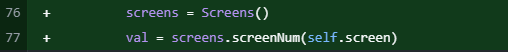 76 + screens = Screens()
77 + val = screens.screenNum(self.screen)